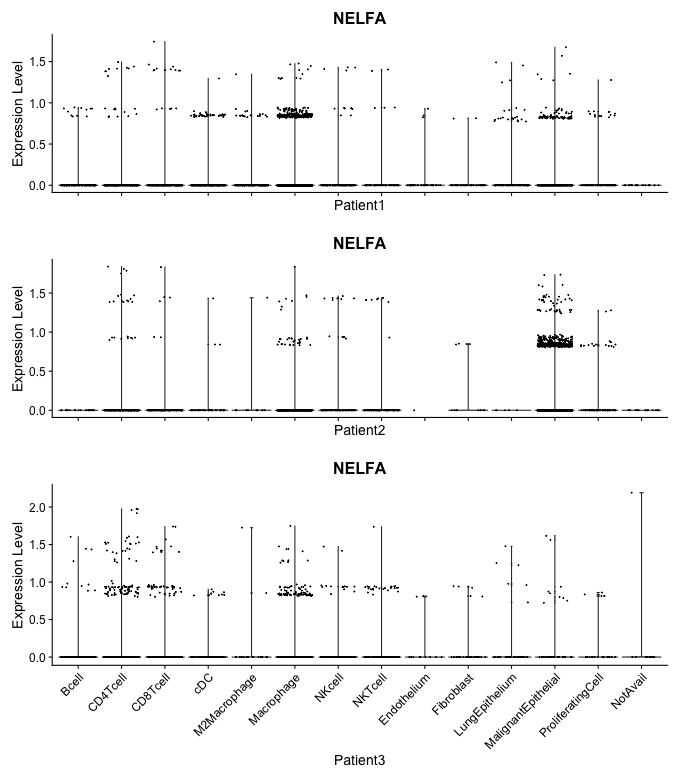 NELFA
Expression Level
1.5
1.0
0.5
0.0
Patient1
NELFA
Expression Level
1.5
1.0
0.5
0.0
Patient2
NELFA
Expression Level
2.0
1.5
1.0
0.5
0.0
Bcell
CD4Tcell
CD8Tcell
cDC
M2Macrophage
Macrophage
NKcell
NKTcell
Endothelium
Fibroblast
LungEpithelium
MalignantEpithelial
ProliferatingCell
NotAvail
Patient3